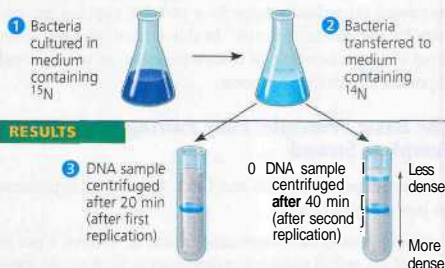 1 Bacteria
cultured in
medium
containing
15N
2 Bacteria
transferred to
medium
containing
14N
RESULTS
3 DNA sample
centrifuged
after 20 min
(after first
replication)
0 DNA sample
centrifuged
after 40 min
(after second
replication)
Less
dense
More
dense